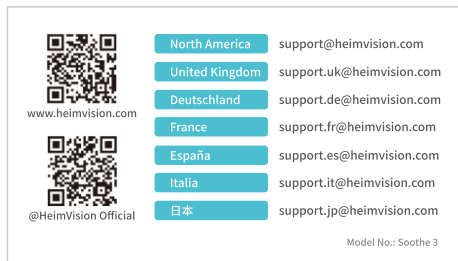 www.heimvision.com
@HeimVision Official
North America support@heimvision.com
United Kingdom support.uk@heimvision.com
Deutschland support.de@heimvision.com
France support.fr@heimvision.com
España support.es@heimvision.com
Italia support.it@heimvision.com
日本 support.jp@heimvision.com
Model No.: Soothe 3